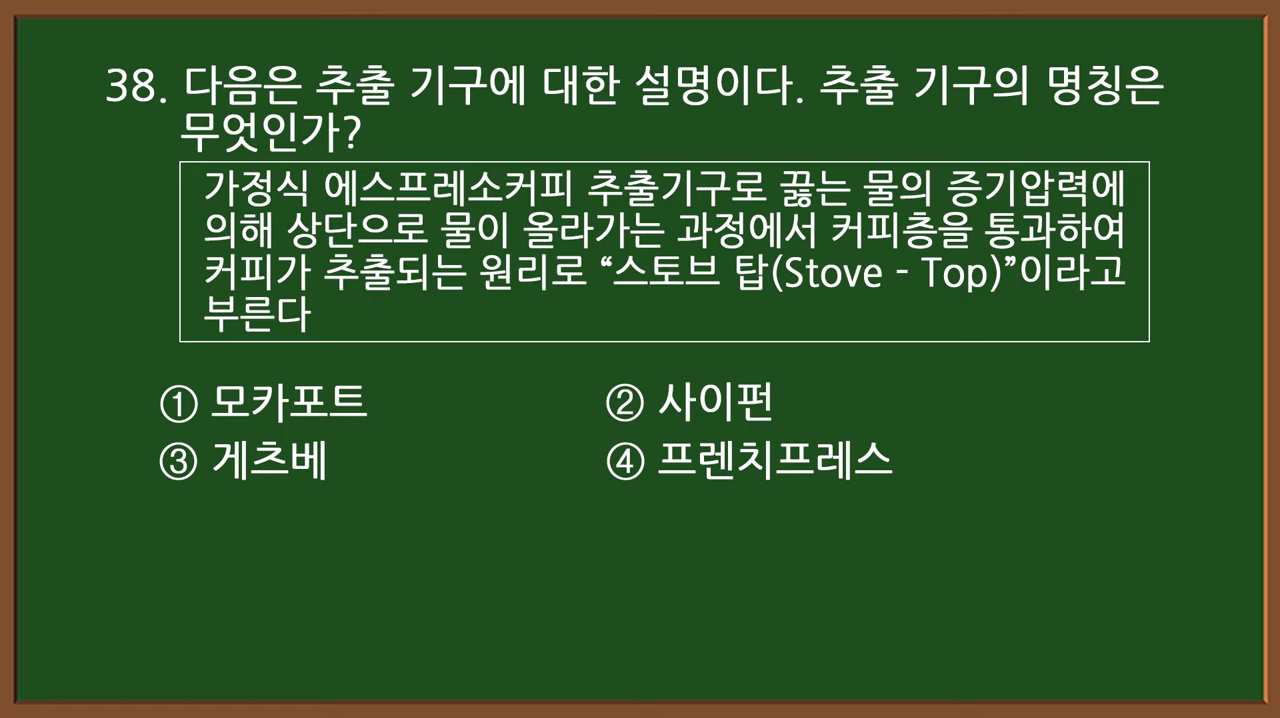 38. 다음은 추출 기구에 대한 설명이다. 추출 기구의 명칭은
무엇인가?
가정식 에스프레소커피 추출기구로 끓는 물의 증기압력에
의해 상단으로 물이 올라가는 과정에서 커피층을 통과하여
커피가 추출되는 원리로 “스토브 탑(Stove - Top)”이라고
부른다
① 모카포트 ② 사이펀
③ 게츠베 ④ 프렌치프레스